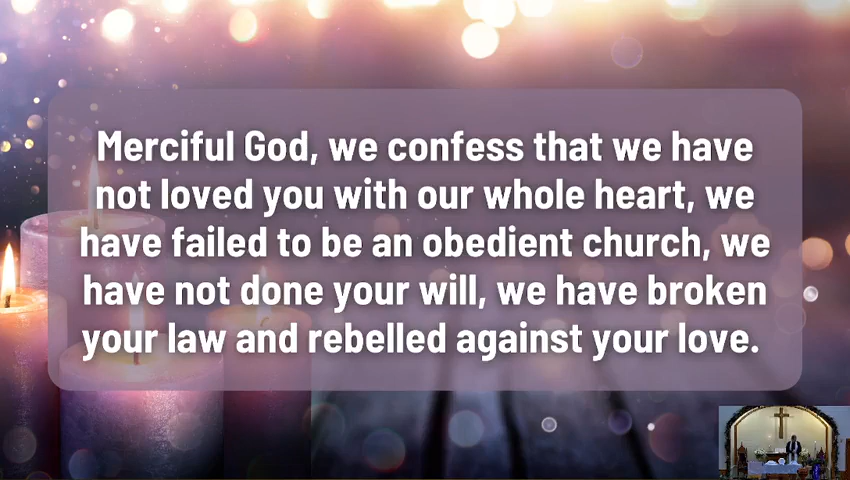 Merciful God, we confess that we have
not loved you with our whole heart, we
have failed to be an obedient church, we
have not done your will, we have broken
your law and rebelled against your love.